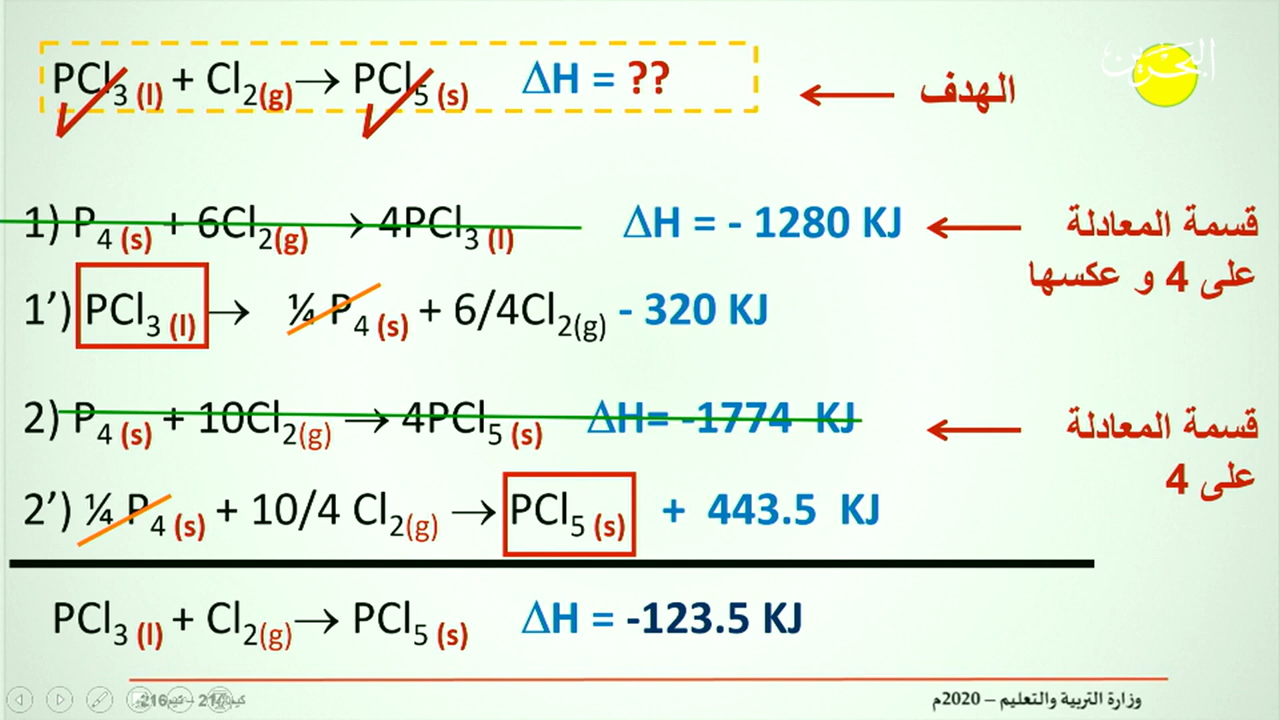 البحرين
PCl₃ (l) + Cl₂(g) → PCl₅ (s) ΔH = ??
الهدف
1) P₄ (s) + 6Cl₂(g) → 4PCl₃ (l) ΔH = - 1280 KJ
قسمة المعادلة
على 4 و عكسها
1’) PCl₃ (l) → ¼ P₄ (s) + 6/4Cl₂(g) - 320 KJ
2) P₄ (s) + 10Cl₂(g) → 4PCl₅ (s) ΔH= -1774 KJ
قسمة المعادلة
على 4
2’) ¼ P₄ (s) + 10/4 Cl₂(g) → PCl₅ (s) + 443.5 KJ
PCl₃ (l) + Cl₂(g) → PCl₅ (s) ΔH = -123.5 KJ
وزارة التربية والتعليم – 2020م